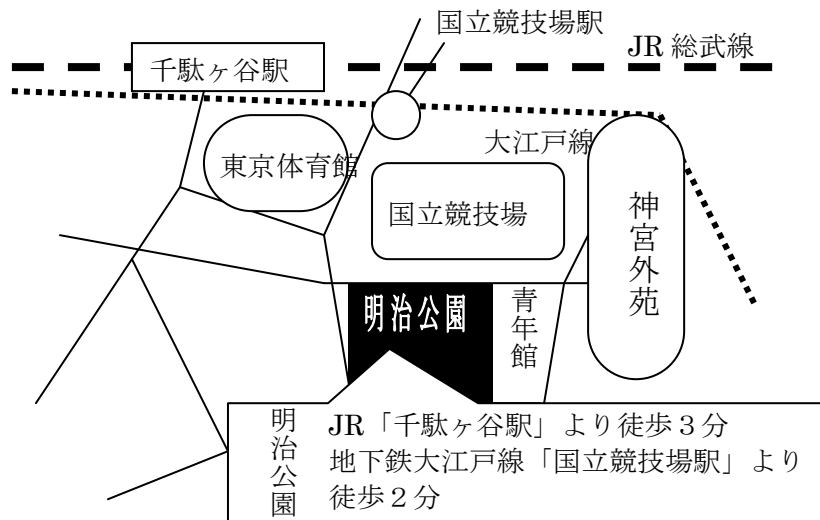 国立競技場駅
JR 総武線
千駄ヶ谷駅
大江戸線
東京体育館
国立競技場
神宮外苑
明治公園
青年館
明治公園
JR「千駄ヶ谷駅」より徒歩３分
地下鉄大江戸線「国立競技場駅」より
徒歩２分